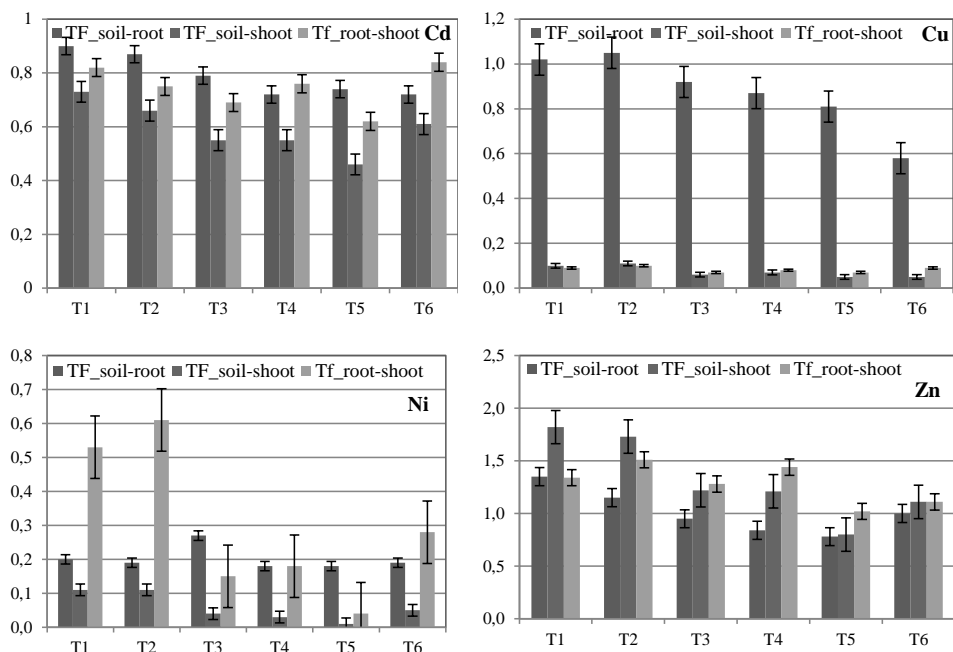 TF_soil-root TF_soil-shoot Tf_root-shoot
Cd
1
0,8
0,6
0,4
0,2
0
T1 T2 T3 T4 T5 T6
1,2
TF_soil-root TF_soil-shoot Tf_root-shoot
Cu
1,0
0,8
0,6
0,4
0,2
0,0
T1 T2 T3 T4 T5 T6
0,8
TF_soil-root TF_soil-shoot Tf_root-shoot
Ni
0,7
0,6
0,5
0,4
0,3
0,2
0,1
0,0
T1 T2 T3 T4 T5 T6
2,5
TF_soil-root TF_soil-shoot Tf_root-shoot
Zn
2,0
1,5
1,0
0,5
0,0
T1 T2 T3 T4 T5 T6